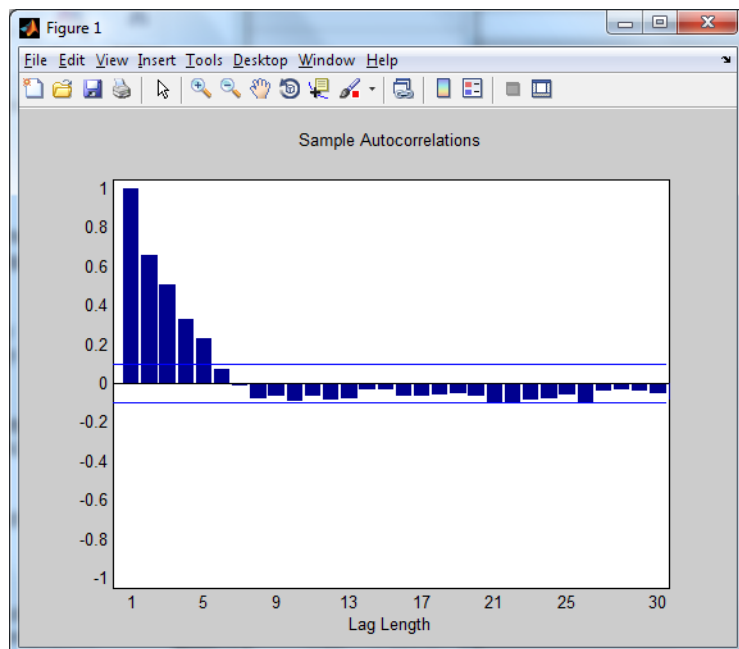 Figure 1
File Edit View Insert Tools Desktop Window Help
Sample Autocorrelations
1
0.8
0.6
0.4
0.2
0
-0.2
-0.4
-0.6
-0.8
-1
1 5 9 13 17 21 25 30
Lag Length